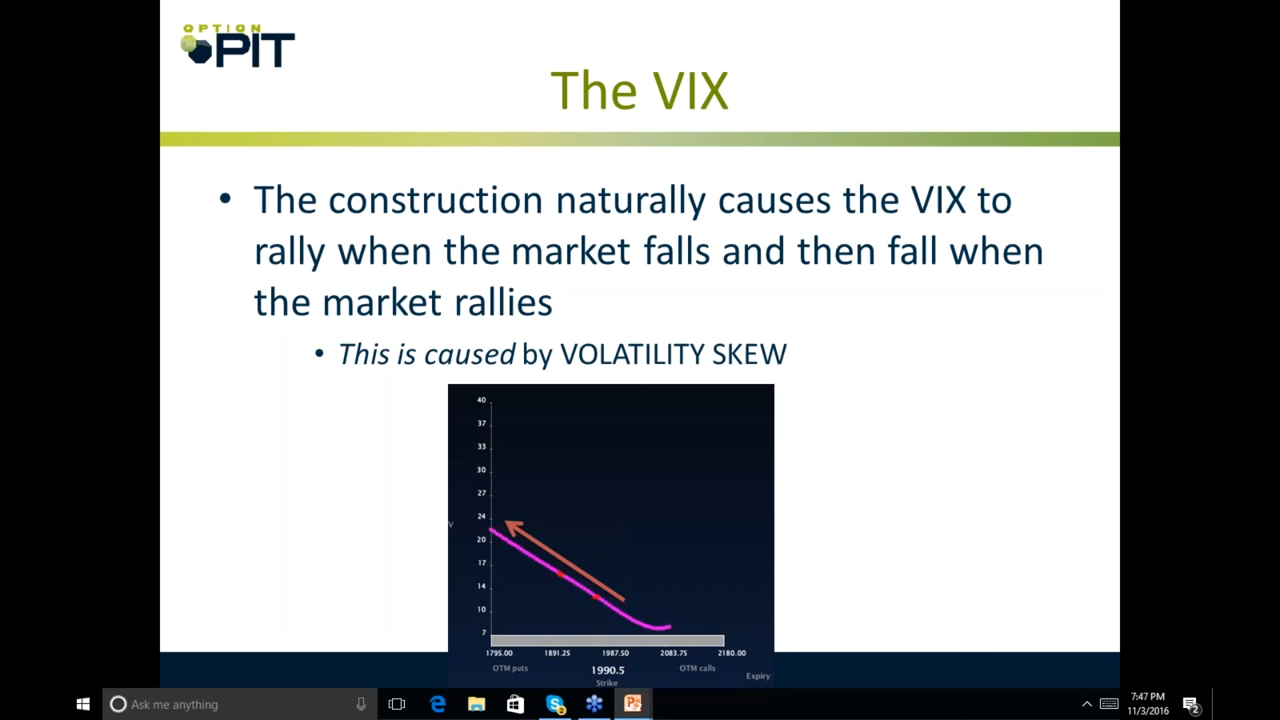 OPTION
PIT
The VIX
• The construction naturally causes the VIX to
rally when the market falls and then fall when
the market rallies
• This is caused by VOLATILITY SKEW
40
37
33
30
27
24
V
20
17
14
10
7
1795.00 1891.25 1987.50 2083.75 2180.00
OTM puts 1990.5 OTM calls
Strike
Expiry
Ask me anything
2
7:47 PM
11/3/2016
2